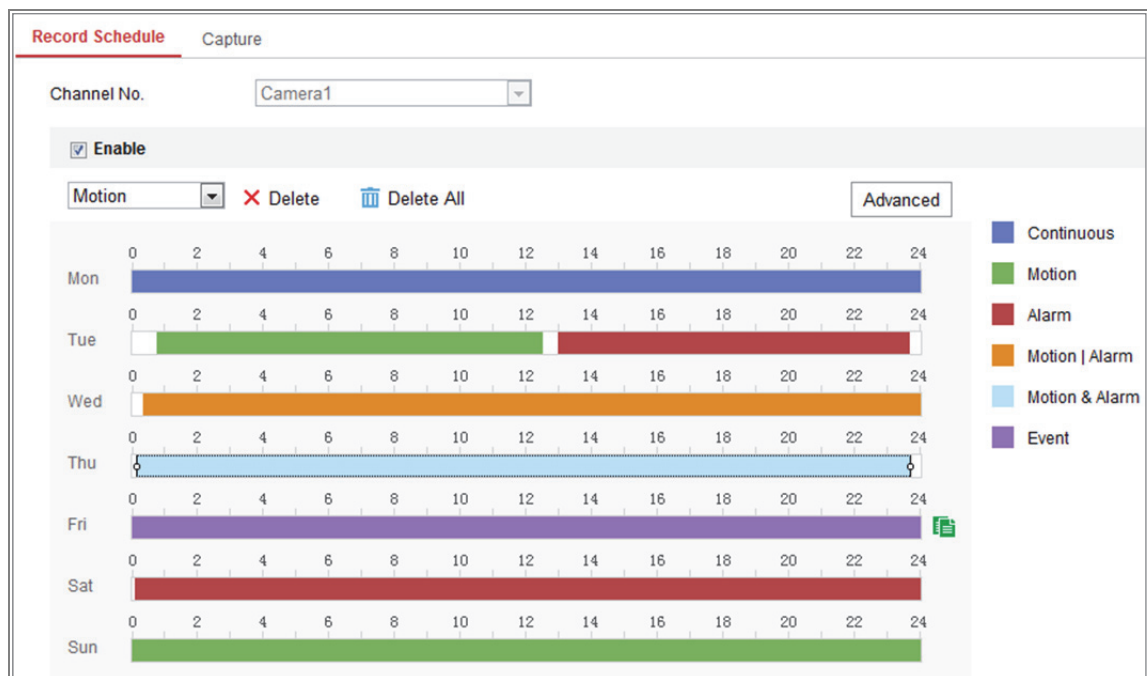 Record Schedule Capture
Channel No. Camera1
Enable
Motion Delete Delete All Advanced
Continuous
Motion
Alarm
Motion | Alarm
Motion & Alarm
Event
0 2 4 6 8 10 12 14 16 18 20 22 24
Mon
0 2 4 6 8 10 12 14 16 18 20 22 24
Tue
0 2 4 6 8 10 12 14 16 18 20 22 24
Wed
0 2 4 6 8 10 12 14 16 18 20 22 24
Thu
0 2 4 6 8 10 12 14 16 18 20 22 24
Fri
0 2 4 6 8 10 12 14 16 18 20 22 24
Sat
0 2 4 6 8 10 12 14 16 18 20 22 24
Sun